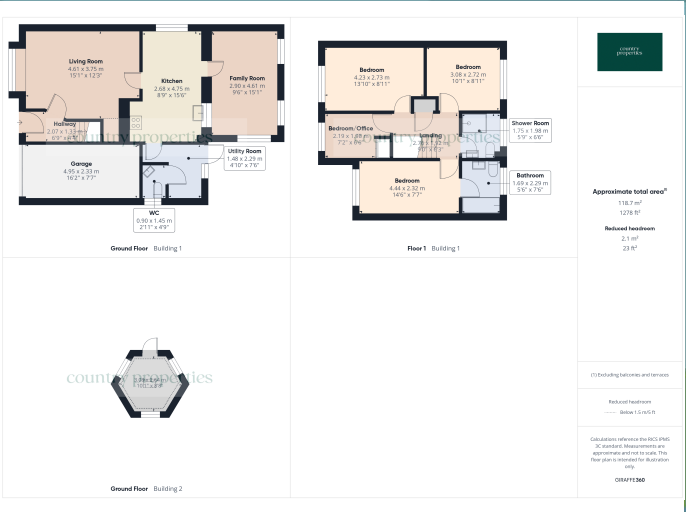 Living Room
4.61 x 3.75 m
15'1" x 12'3"
Kitchen
2.68 x 4.75 m
8'9" x 15'6"
Family Room
2.90 x 4.61 m
9'6" x 15'1"
Hallway
2.07 x 1.33 m
Garage
4.95 x 2.33 m
16'2" x 7'7"
Utility Room
1.48 x 2.29 m
4'10" x 7'6"
WC
0.90 x 1.45 m
2'11" x 4'9"
country properties
Ground Floor Building 1
Bedroom
4.23 x 2.73 m
13'10" x 8'11"
Bedroom
3.08 x 2.72 m
10'1" x 8'11"
Bedroom/Office
Landing
Shower Room
1.75 x 1.98 m
5'9" x 6'6"
Bedroom
4.44 x 2.32 m
14'6" x 7'7"
Bathroom
1.69 x 2.29 m
5'6" x 7'6"
country properties
Floor 1 Building 1
country properties
Ground Floor Building 2
country
properties
Approximate total area(1)
118.7 m²
1278 ft²
Reduced headroom
2.1 m²
23 ft²
(1) Excluding balconies and terraces
Reduced headroom
Below 1.5 m/5 ft
Calculations reference the RICS IPMS
3C standard. Measurements are
approximate and not to scale. This
floor plan is intended for illustration
only.
GIRAFFE360